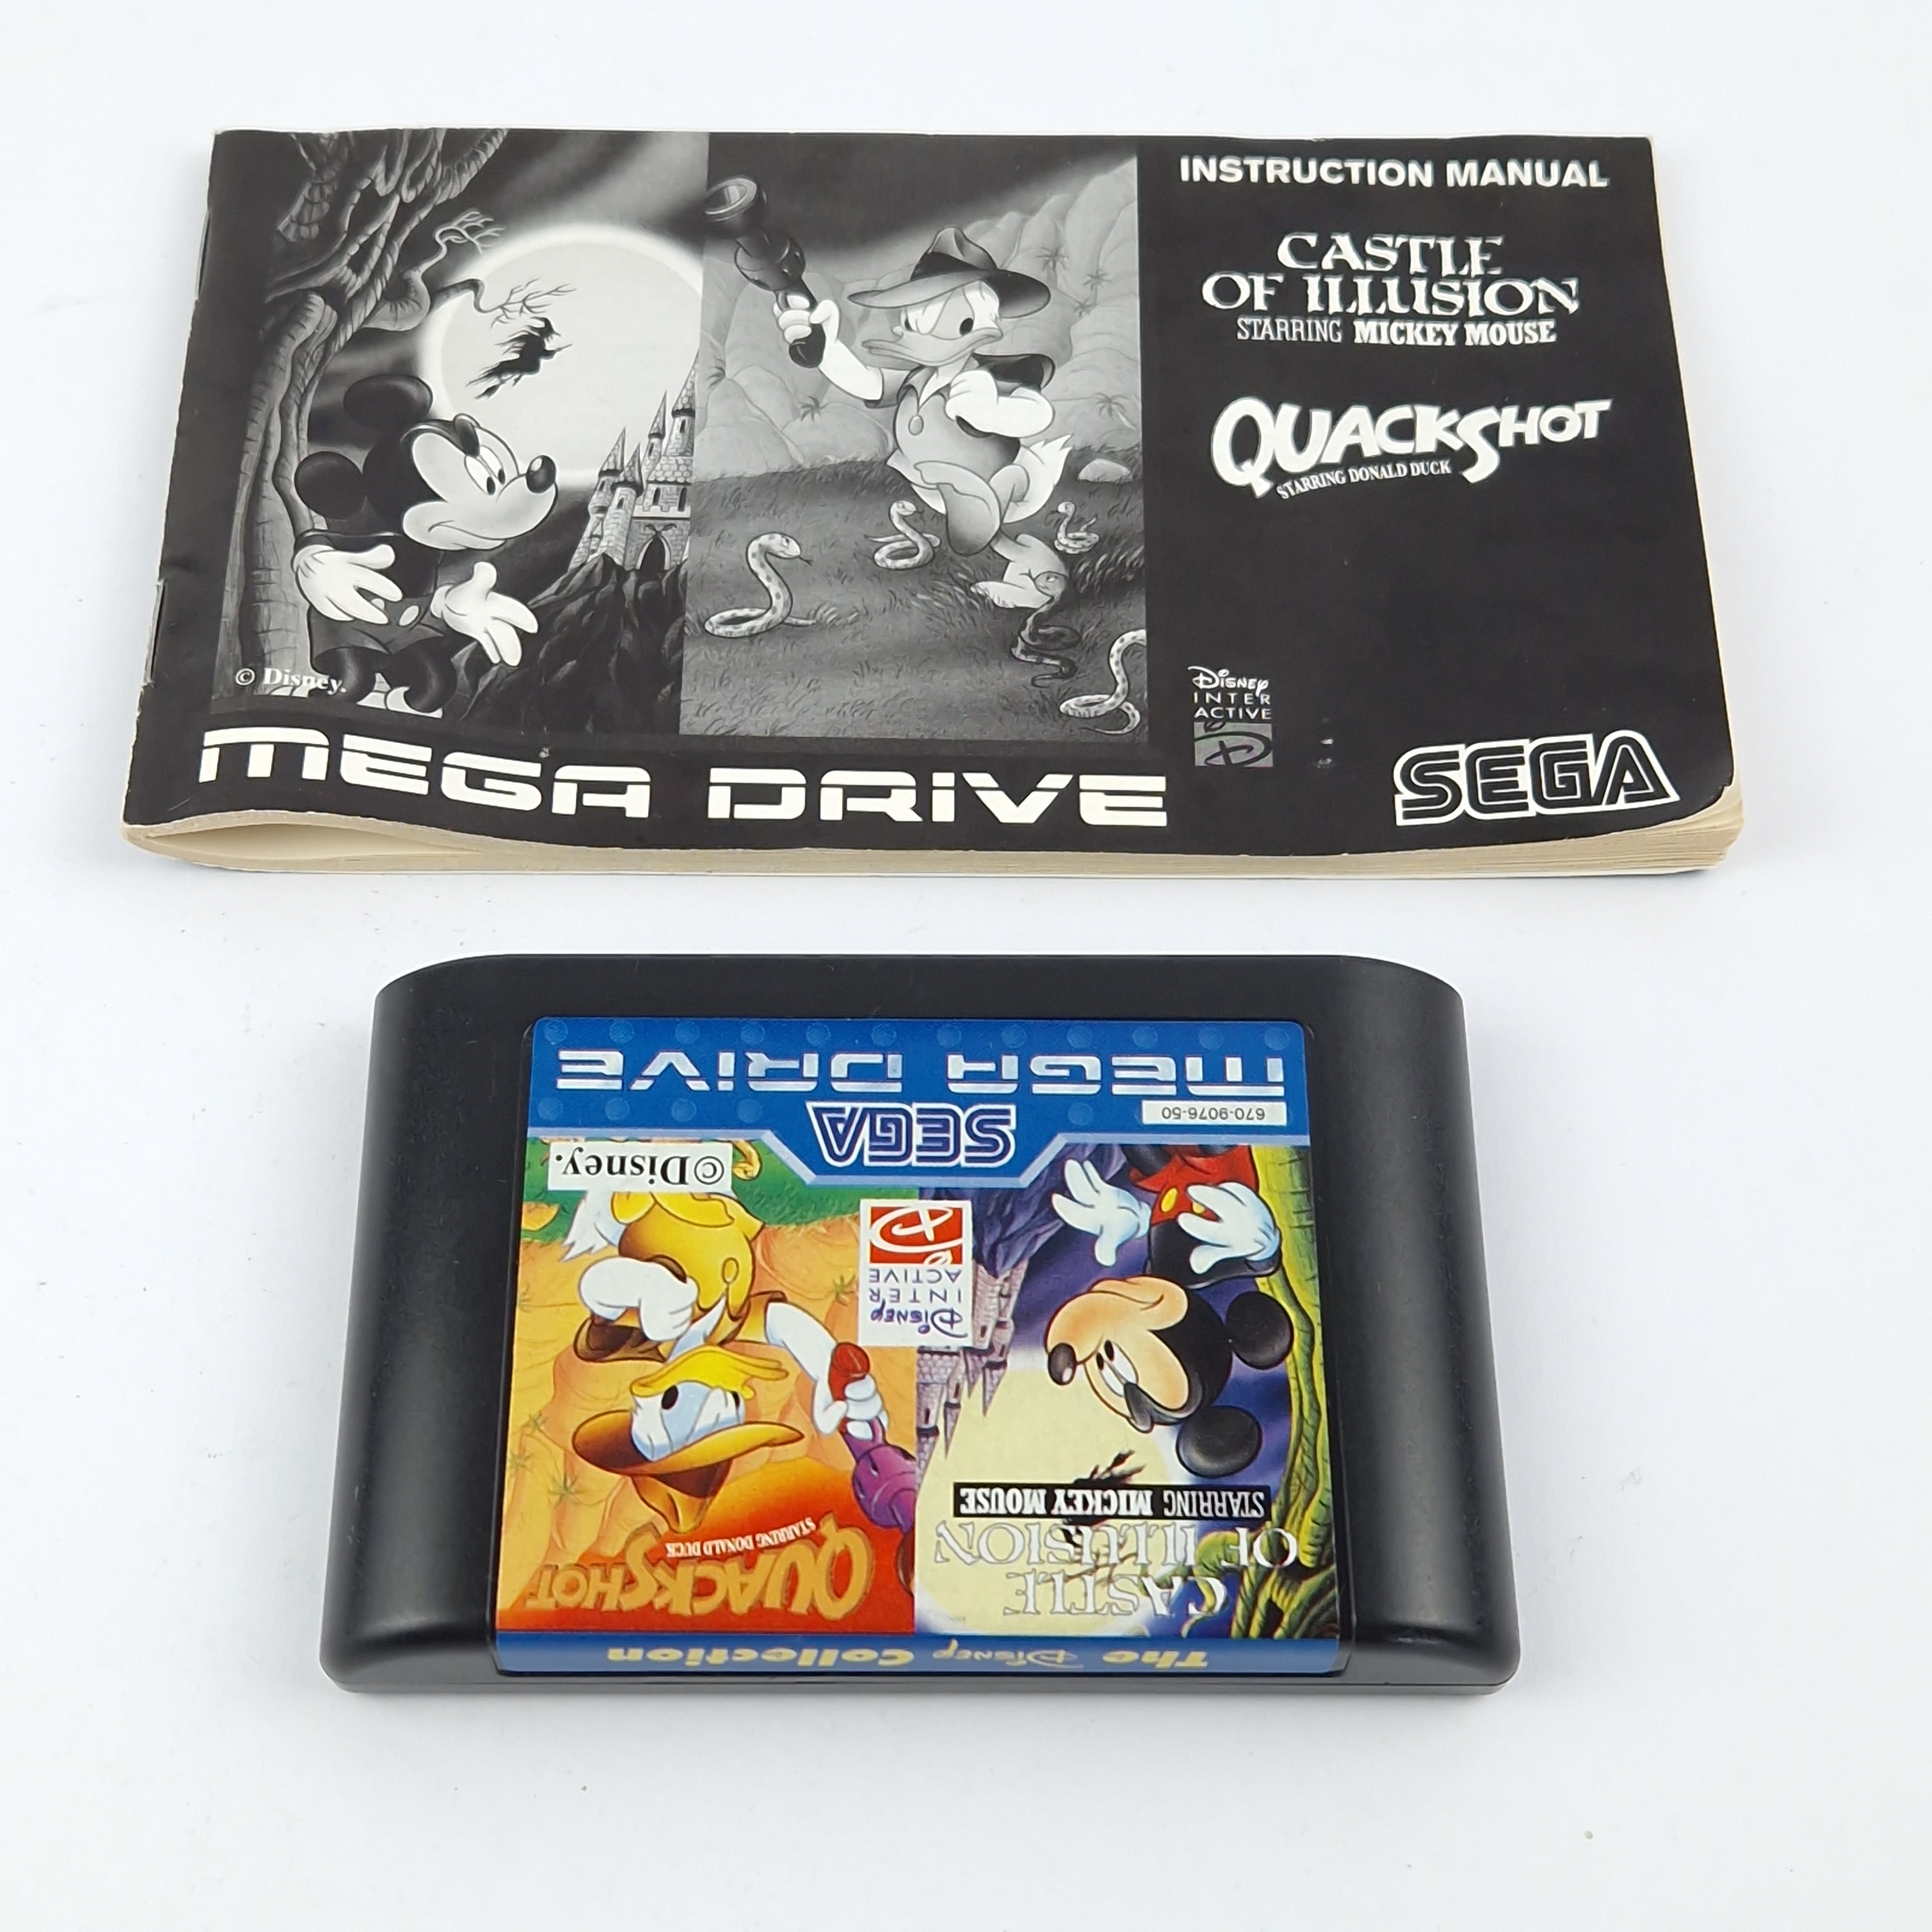 INSTRUCTION MANUAL
CASTLE
OF ILLUSION
STARRING MICKEY MOUSE
QUACKSHOT
STARRING DONALD DUCK
© Disney.
DISNEY
INTER
ACTIVE
MEGA DRIVE
SEGA
The Disney Collection
CASTLE
OF ILLUSION
STARRING MICKEY MOUSE
QUACKSHOT
STARRING DONALD DUCK
DISNEY
INTER
ACTIVE
©Disney.
SEGA
670-9076-50
MEGA DRIVE